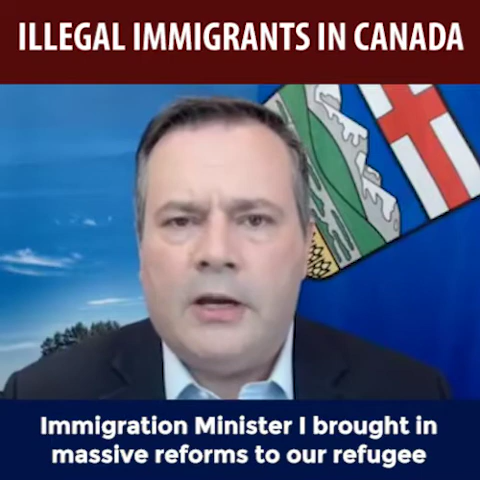 ILLEGAL IMMIGRANTS IN CANADA
Immigration Minister I brought in
massive reforms to our refugee